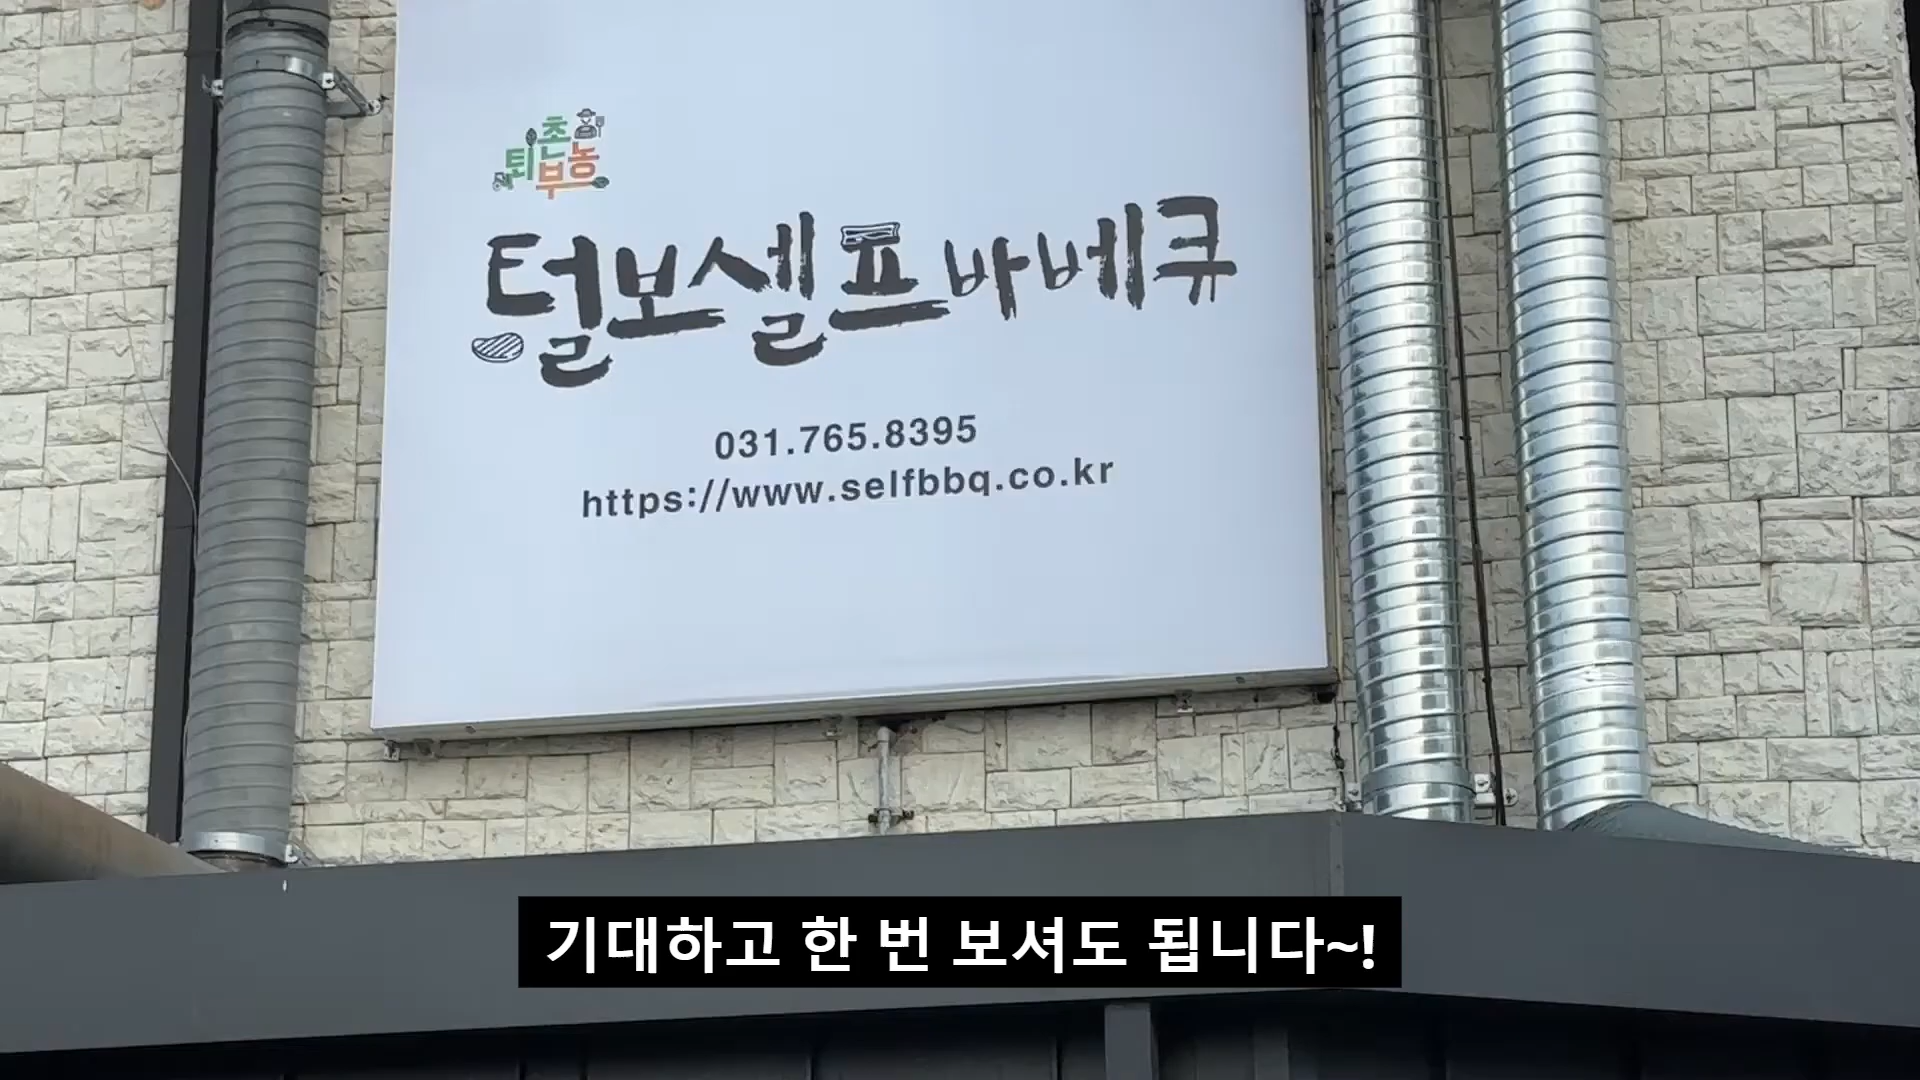 퇴촌
부농
털보셀프바베큐
031.765.8395
https://www.selfbbq.co.kr
기대하고 한 번 보셔도 됩니다~!